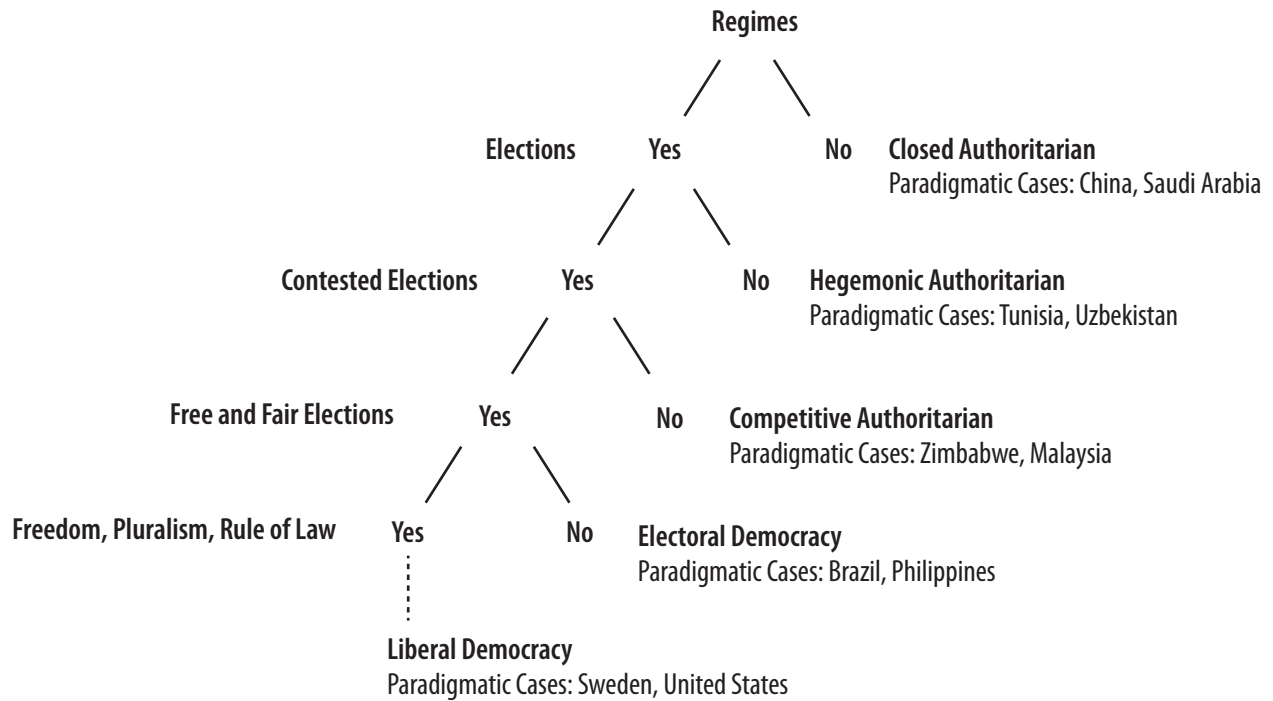 Regimes
Elections Yes No Closed Authoritarian
Paradigmatic Cases: China, Saudi Arabia
Contested Elections Yes No Hegemonic Authoritarian
Paradigmatic Cases: Tunisia, Uzbekistan
Free and Fair Elections Yes No Competitive Authoritarian
Paradigmatic Cases: Zimbabwe, Malaysia
Freedom, Pluralism, Rule of Law Yes No Electoral Democracy
Paradigmatic Cases: Brazil, Philippines
Liberal Democracy
Paradigmatic Cases: Sweden, United States